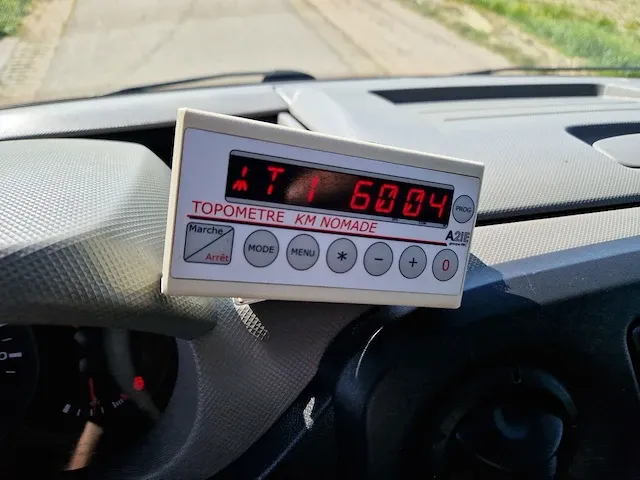 T1 6004
PROG
TOPOMETRE KM NOMADE
A2IE
Marche
Arrêt
MODE
MENU
*
−
+
0